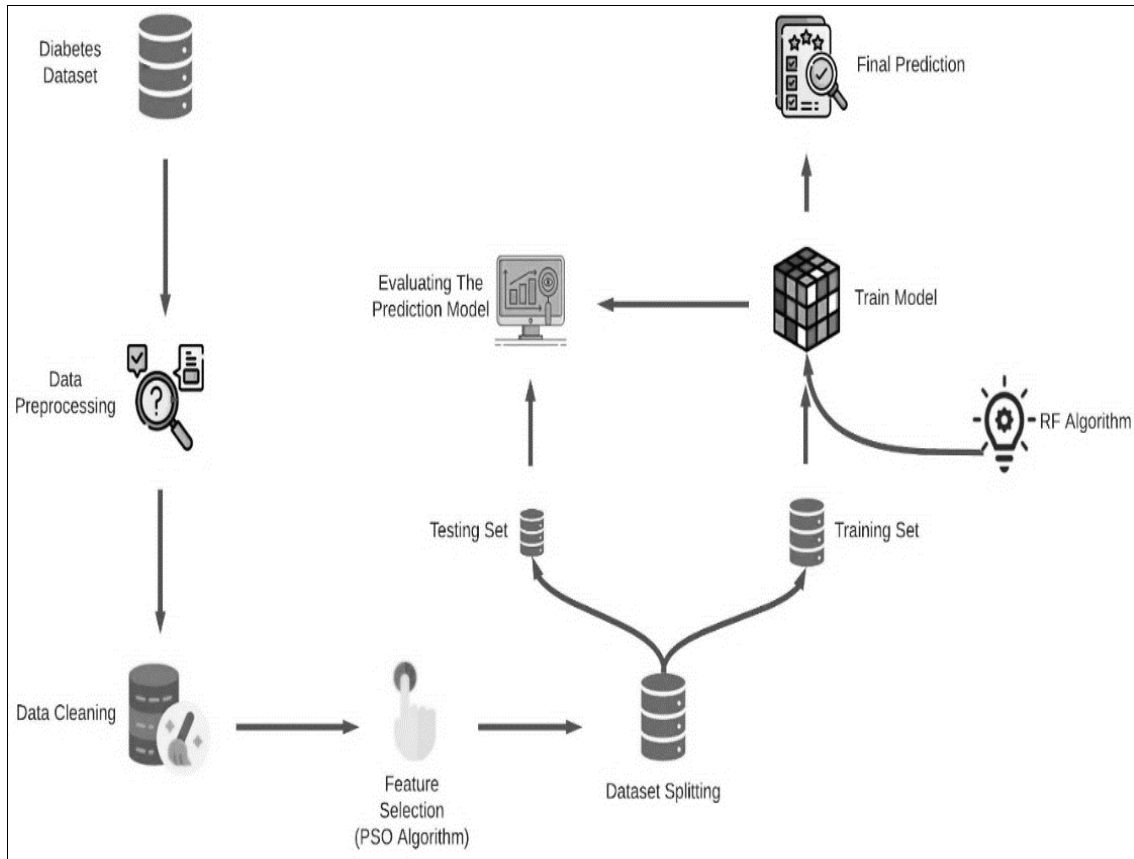 Diabetes
Dataset
Final Prediction
Evaluating The
Prediction Model
Train Model
Data
Preprocessing
?
RF Algorithm
Testing Set
Training Set
Data Cleaning
Feature
Selection
(PSO Algorithm)
Dataset Splitting